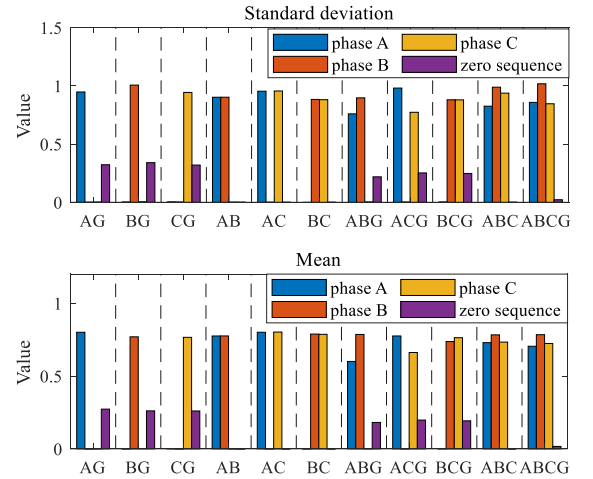 Standard deviation
1.5
1
0.5
0
Value
phase A
phase C
phase B
zero sequence
AG BG CG AB AC BC ABG ACG BCG ABC ABCG
Mean
1
0.5
0
Value
phase A
phase C
phase B
zero sequence
AG BG CG AB AC BC ABG ACG BCG ABC ABCG